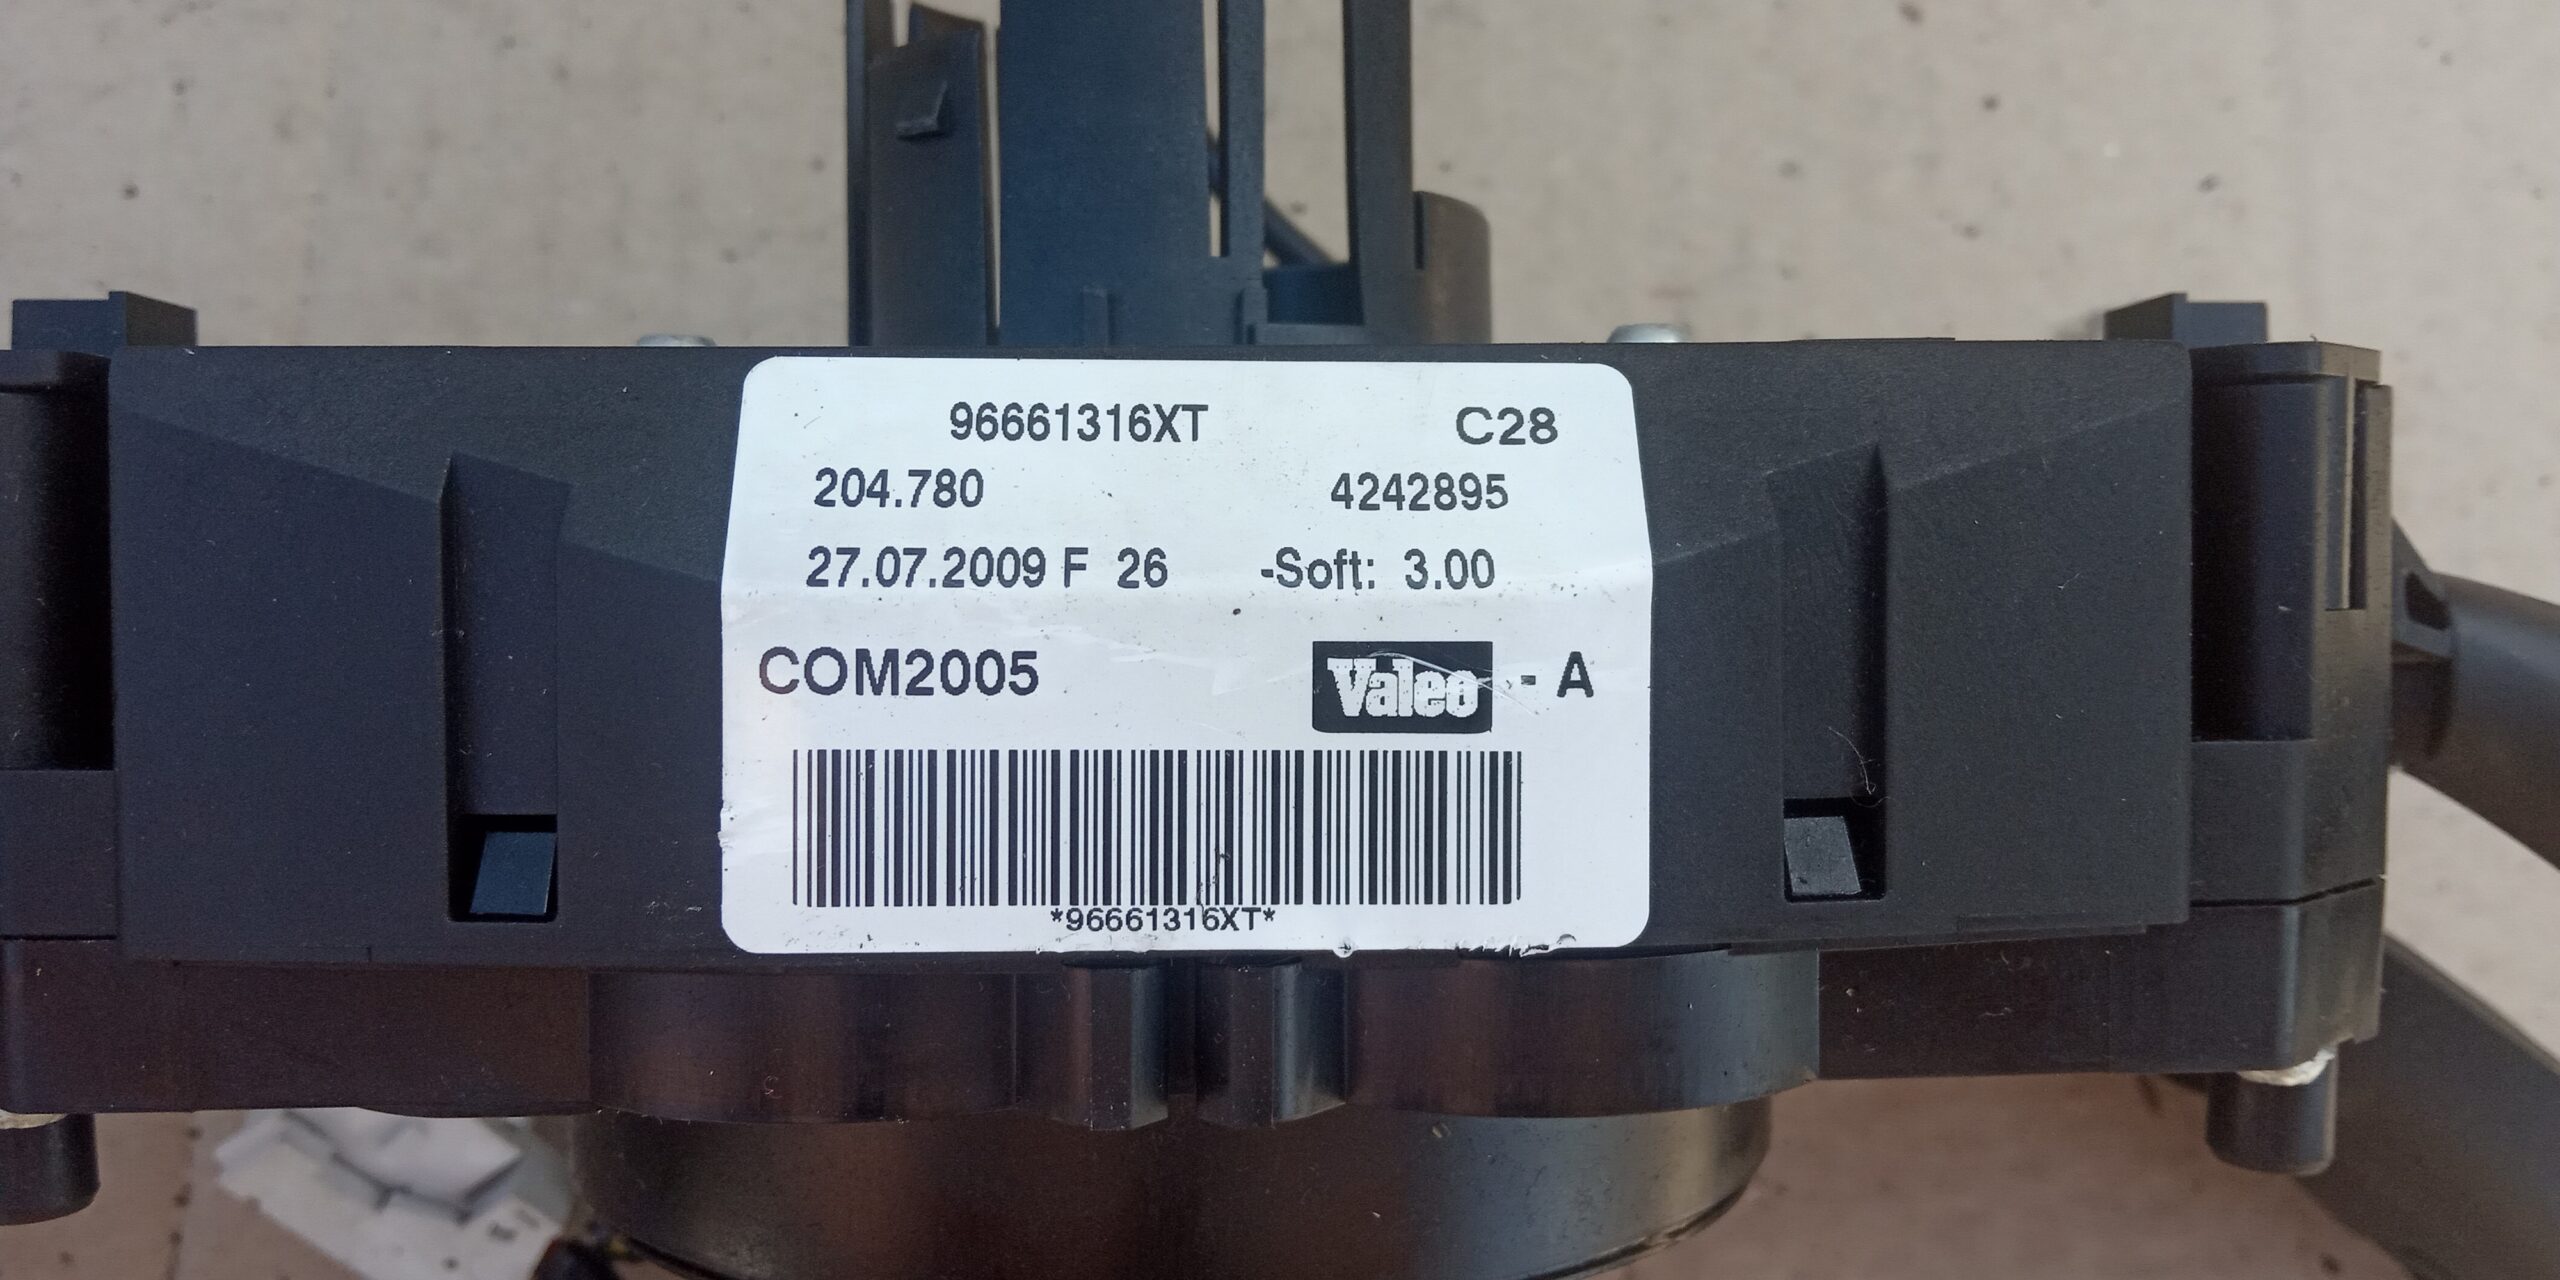 96661316XT C28
204.780 4242895
27.07.2009 F 26 -Soft: 3.00
COM2005 Valeo - A
*96661316XT*